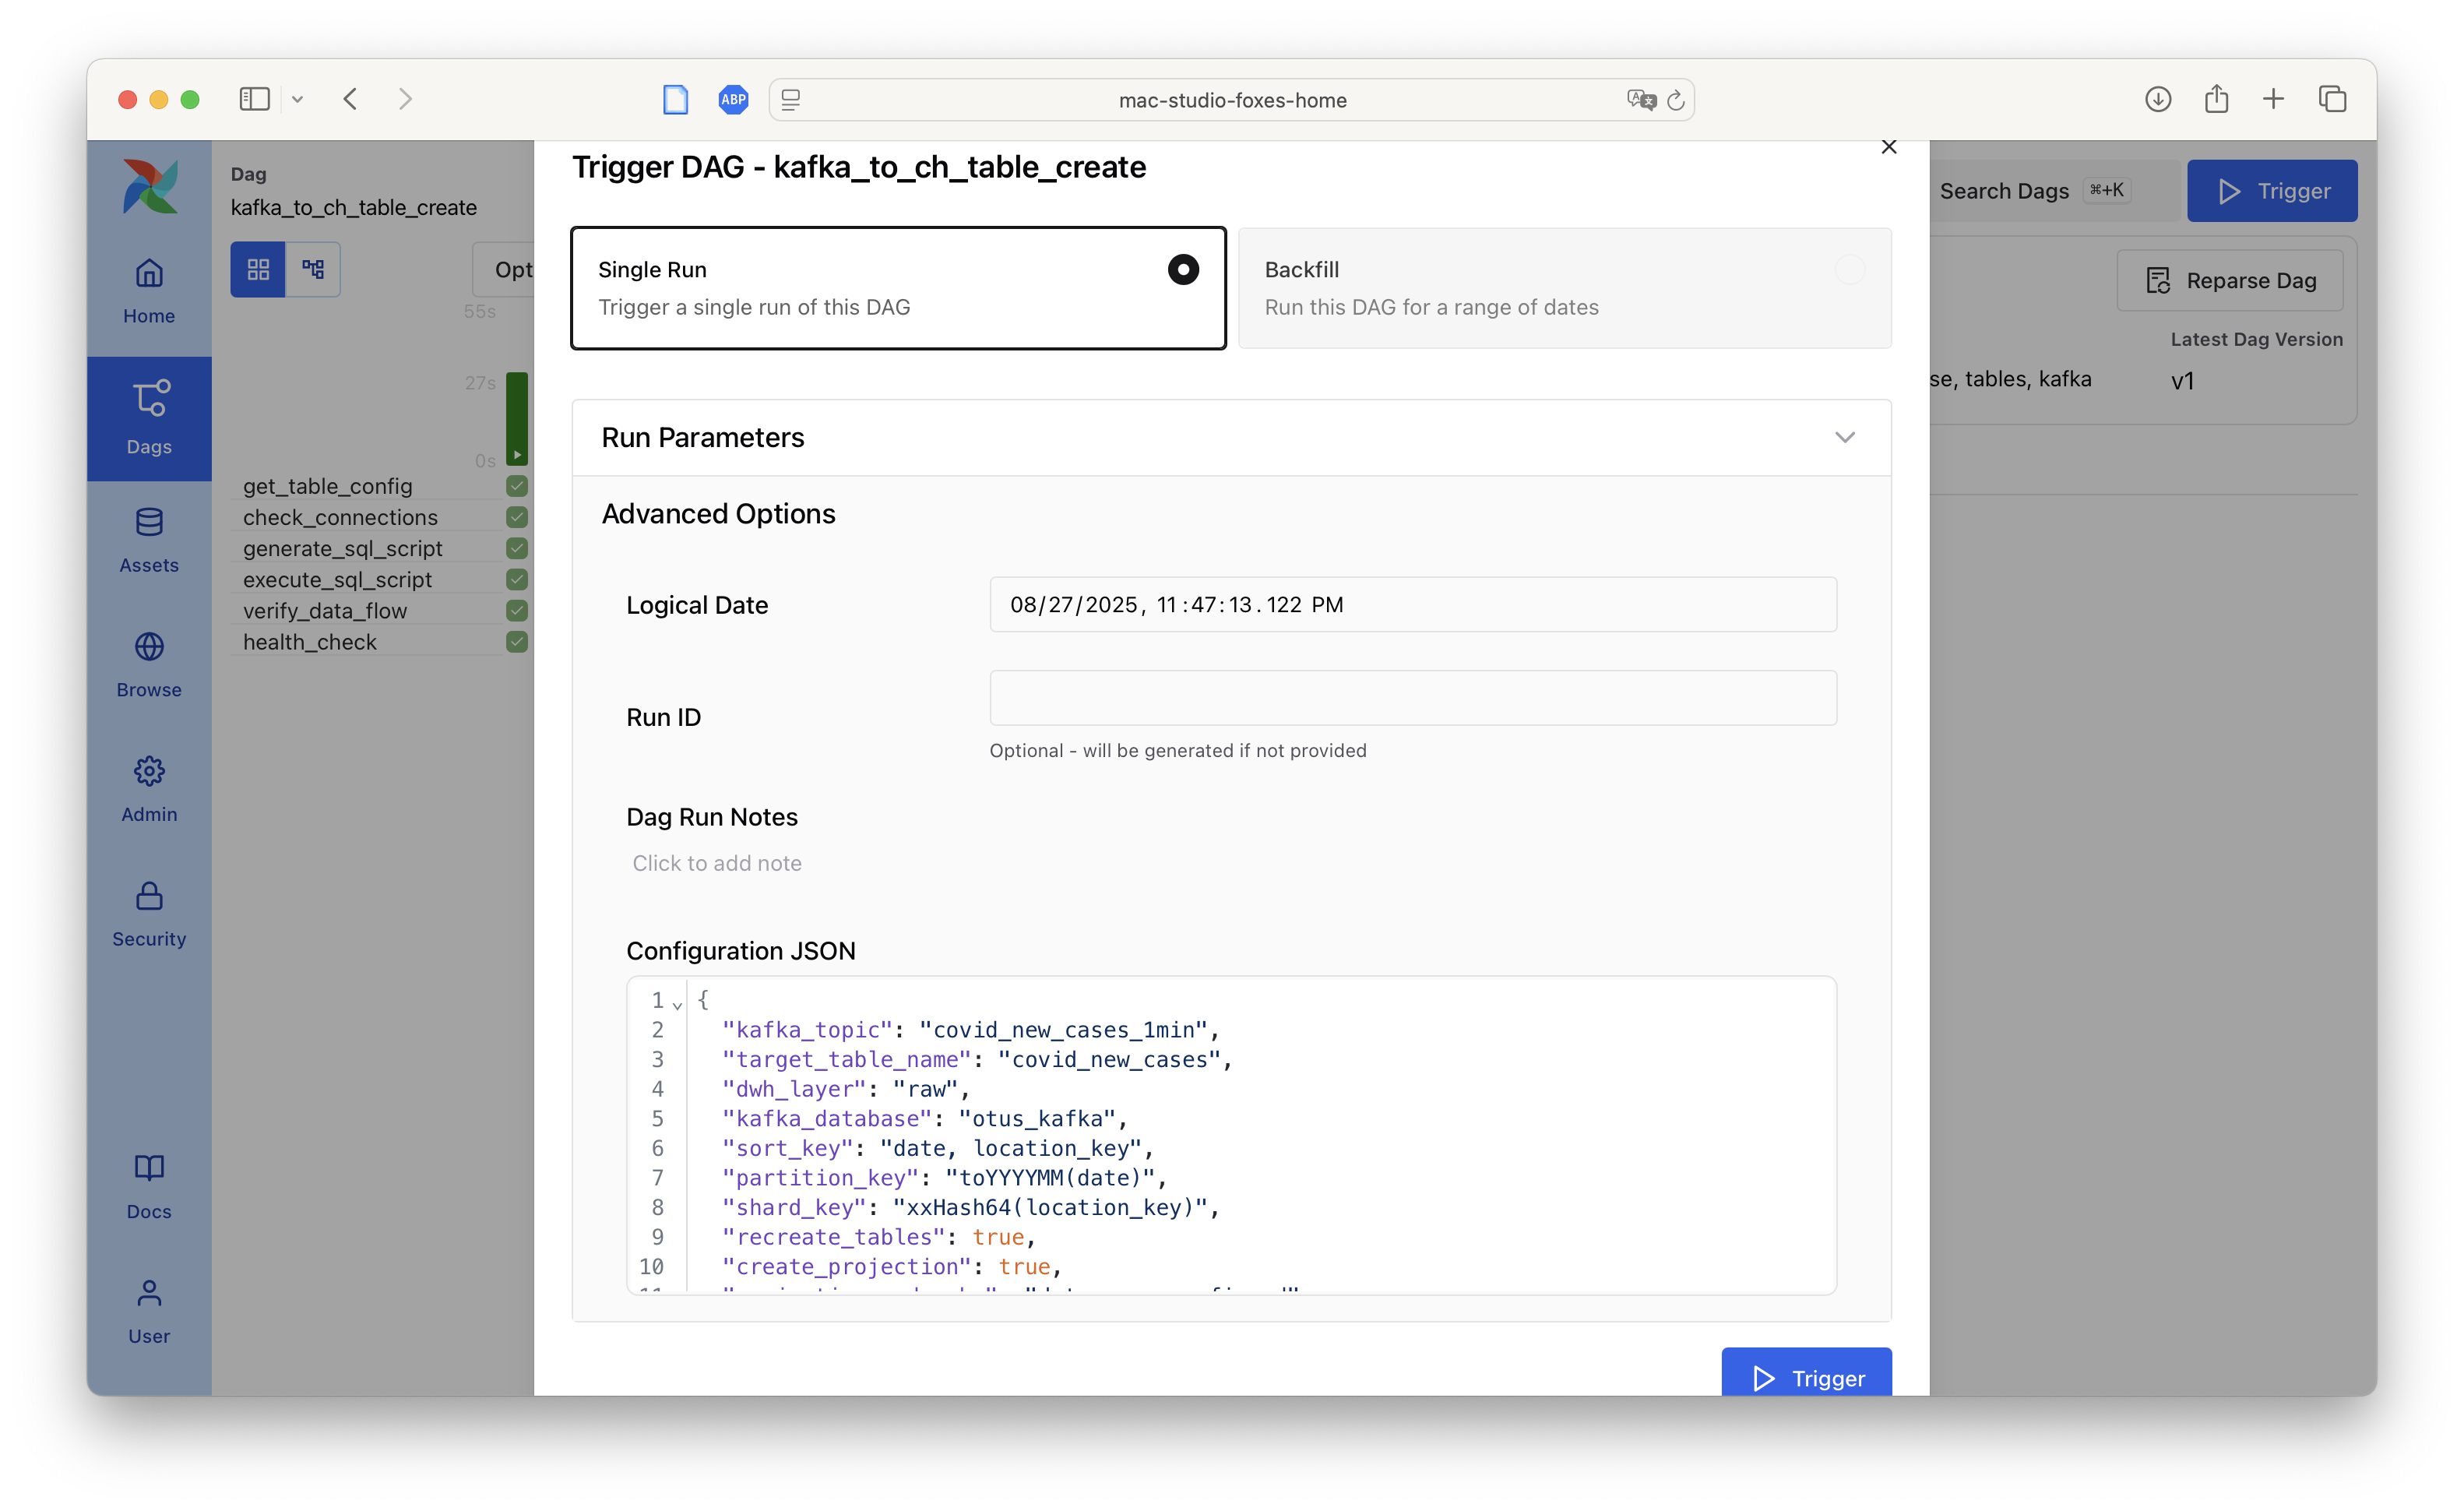 ABP
mac-studio-foxes-home
Dag
kafka_to_ch_table_create
Opt
55s
27s
0s
get_table_config
check_connections
generate_sql_script
execute_sql_script
verify_data_flow
health_check
Home
Dags
Assets
Browse
Admin
Security
Docs
User
Trigger DAG - kafka_to_ch_table_create
Single Run
Trigger a single run of this DAG
Backfill
Run this DAG for a range of dates
Run Parameters
Advanced Options
Logical Date
08/27/2025, 11:47:13.122 PM
Run ID
Optional - will be generated if not provided
Dag Run Notes
Click to add note
Configuration JSON
1 {
2 "kafka_topic": "covid_new_cases_1min",
3 "target_table_name": "covid_new_cases",
4 "dwh_layer": "raw",
5 "kafka_database": "otus_kafka",
6 "sort_key": "date, location_key",
7 "partition_key": "toYYYYMM(date)",
8 "shard_key": "xxHash64(location_key)",
9 "recreate_tables": true,
10 "create_projection": true,
Trigger
Search Dags ⌘+K
Trigger
Reparse Dag
Latest Dag Version
se, tables, kafka
v1